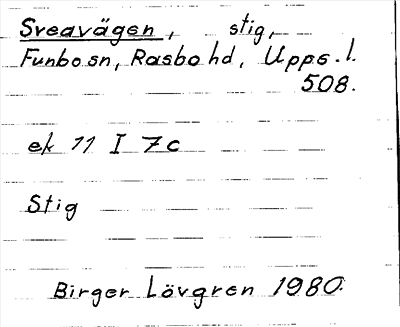 Sveavägen, stig,
Funbo sn, Rasbo hd, Upps. l.
508.
ek 11 I 7c
Stig
Birger Lövgren 1980.